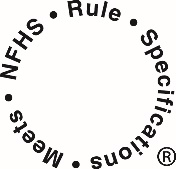 Meets • NFHS • Rule • Specifications •
®